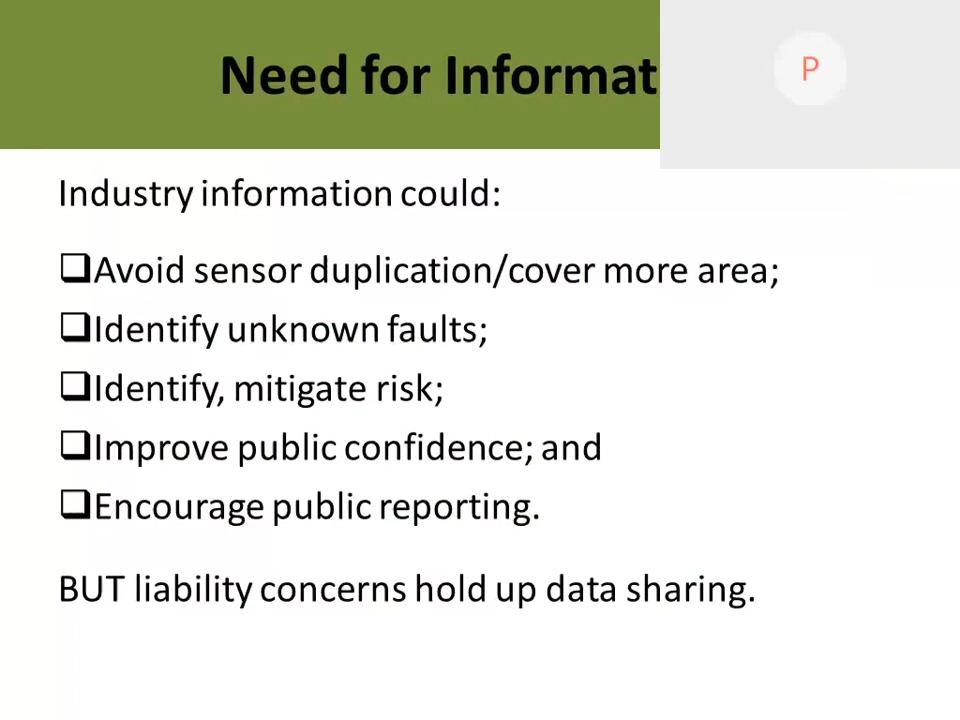 Need for Informat
P
Industry information could:
❑Avoid sensor duplication/cover more area;
❑Identify unknown faults;
❑Identify, mitigate risk;
❑Improve public confidence; and
❑Encourage public reporting.
BUT liability concerns hold up data sharing.